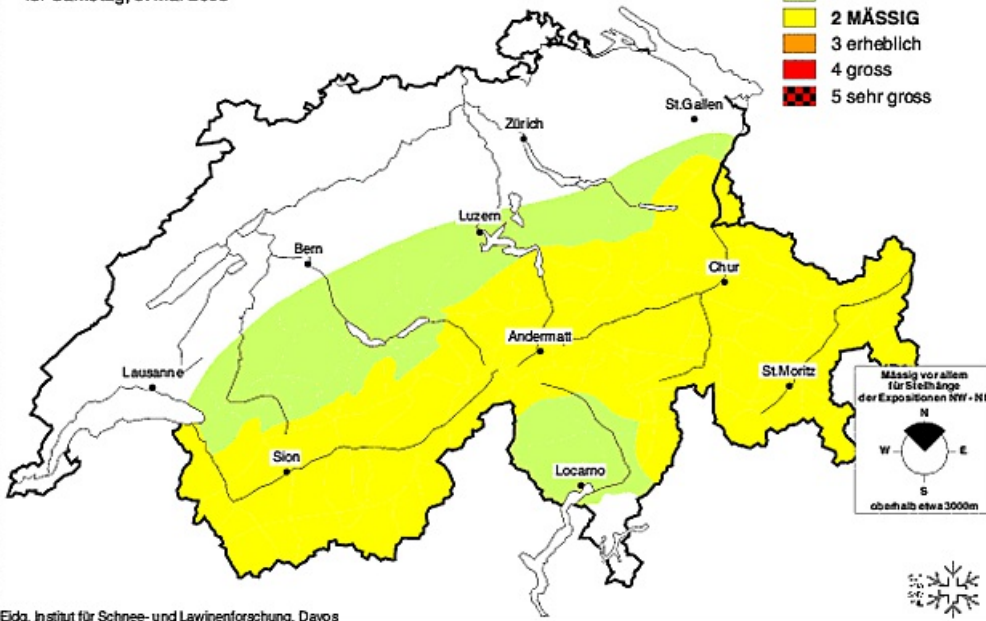 2 MÄSSIG
3 erheblich
4 gross
5 sehr gross
St.Gallen
Zürich
Luzern
Bern
Chur
Andermatt
Lausanne
St.Moritz
Mässig vor allem
für Steilhänge
der Expositionen NW - N
N
W
E
S
oberhalb etwa 3000m
Sion
Locarno
Eidg. Institut für Schnee- und Lawinenforschung, Davos